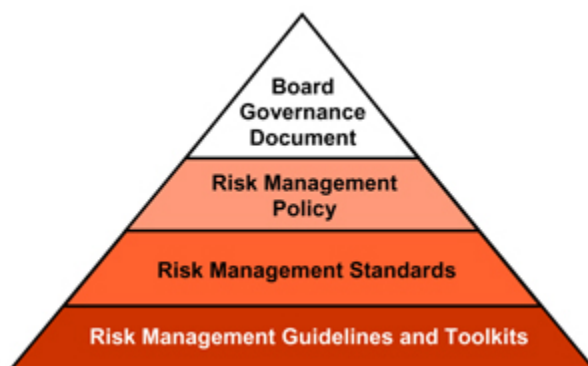 Board
Governance
Document
Risk Management
Policy
Risk Management Standards
Risk Management Guidelines and Toolkits